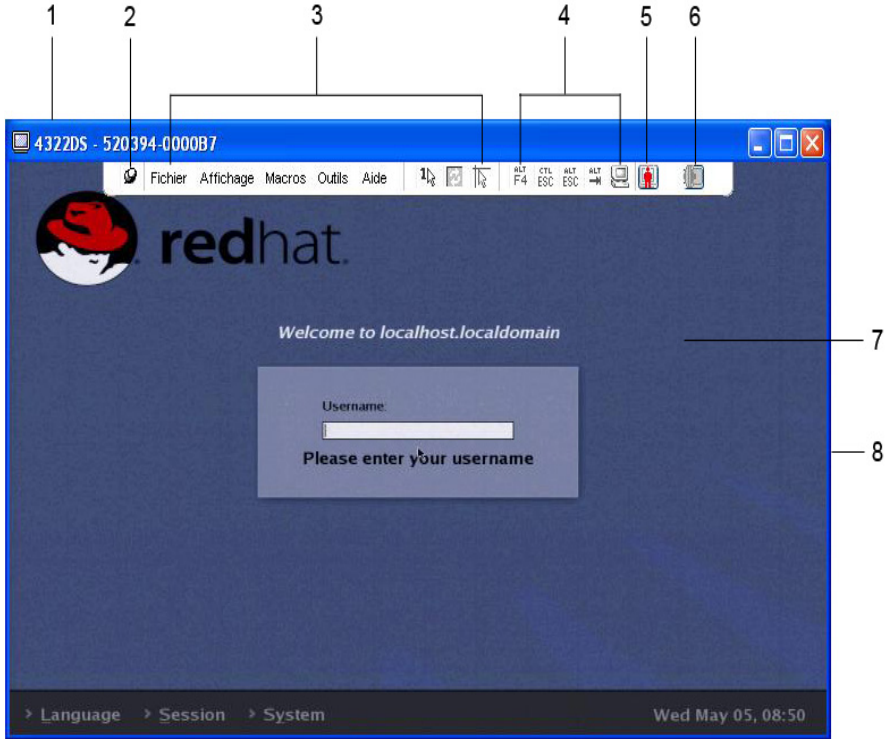 1 2 3 4 5 6
4322DS - 520394-0000B7
Fichier Affichage Macros Outils Aide 1 ALT F4 CTL ESC ALT ESC ALT
redhat.
Welcome to localhost.localdomain
7
Username:
8
Please enter your username
Language Session System Wed May 05, 08:50